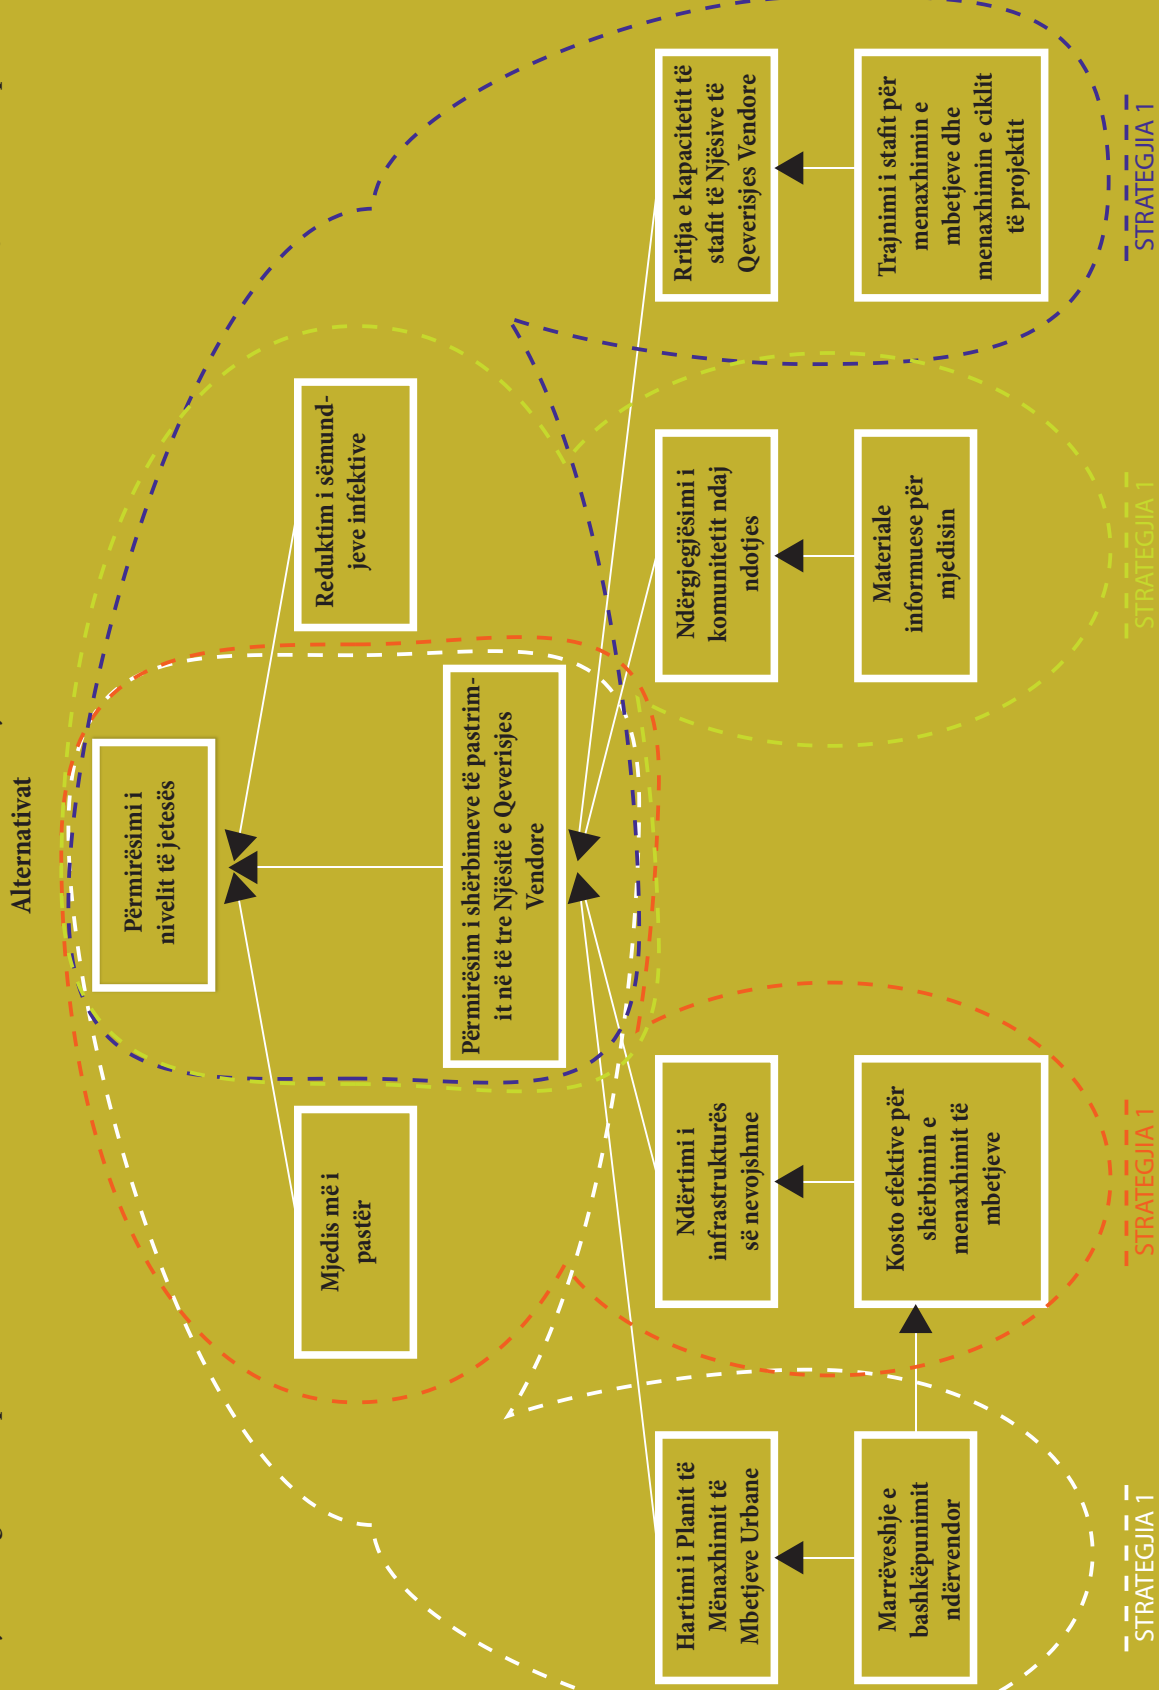 Alternativat
Përmirësimi i
nivelit të jetesës
Mjedis më i
pastër
Reduktim i sëmund-
jeve infektive
Përmirësim i shërbimeve të pastrim-
it në të tre Njësitë e Qeverisjes
Vendore
Hartimi i Planit të
Mënaxhimit të
Mbetjeve Urbane
Ndërtimi i
infrastrukturës
së nevojshme
Ndërgjegjësimi i
komunitetit ndaj
ndotjes
Rritja e kapacitetit të
stafit të Njësive të
Qeverisjes Vendore
Marrëveshje e
bashkëpunimit
ndërvendor
Kosto efektive për
shërbimin e
menaxhimit të
mbetjeve
Materiale
informuese për
mjedisin
Trajnimi i stafit për
menaxhimin e
mbetjeve dhe
menaxhimin e ciklit
të projektit
STRATEGJIA 1
STRATEGJIA 1
STRATEGJIA 1
STRATEGJIA 1